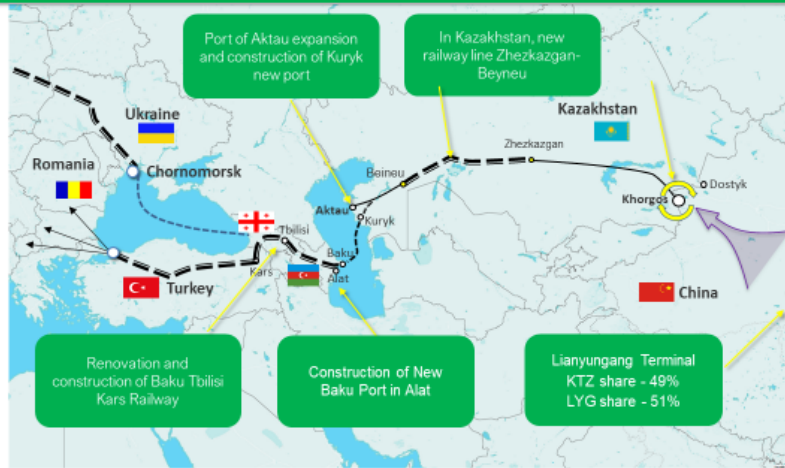 Port of Aktau expansion
and construction of Kuryk
new port
In Kazakhstan, new
railway line Zhezkazgan-
Beyneu
Ukraine
Kazakhstan
Romania
Chornomorsk
Zhezkazgan
Beineu
Dostyk
Khorgos
Aktau
Kuryk
Tbilisi
Baku
Kars
Alat
Turkey
China
Renovation and
construction of Baku Tbilisi
Kars Railway
Construction of New
Baku Port in Alat
Lianyungang Terminal
KTZ share - 49%
LYG share - 51%